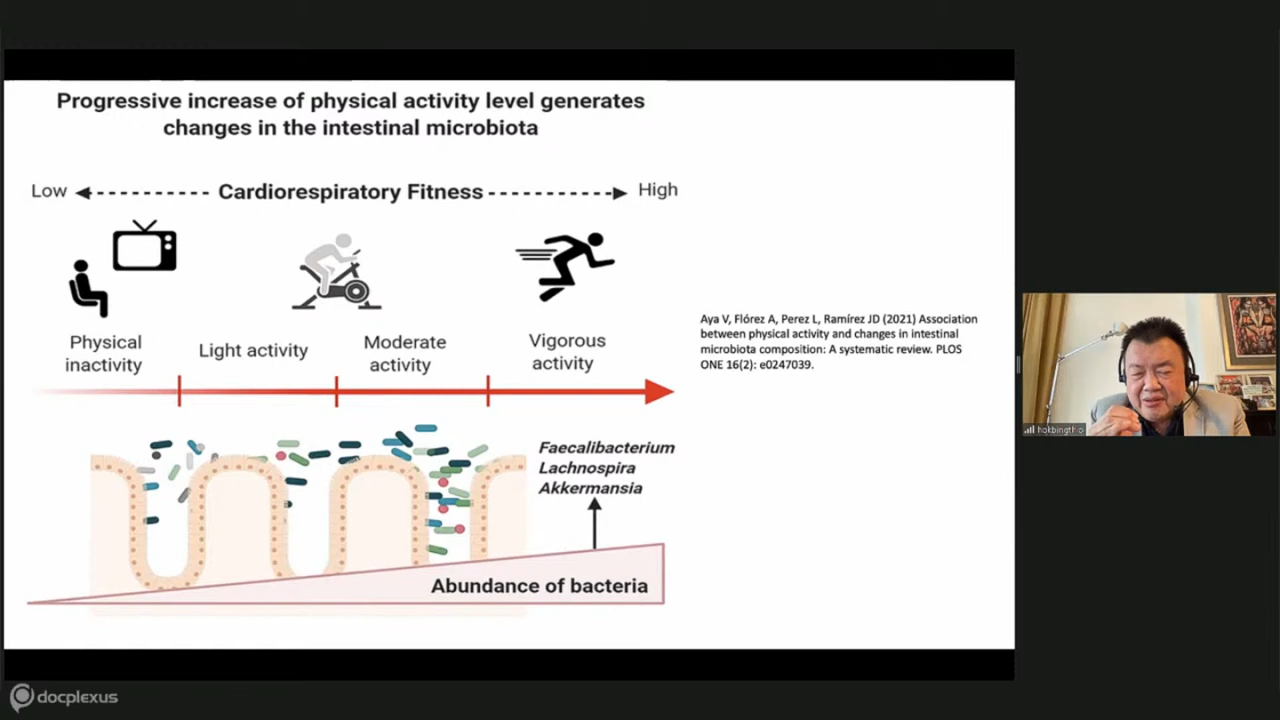 Progressive increase of physical activity level generates
changes in the intestinal microbiota
Low Cardiorespiratory Fitness High
Physical
inactivity
Light activity
Moderate
activity
Vigorous
activity
Aya V, Flórez A, Perez L, Ramírez JD (2021) Association
between physical activity and changes in intestinal
microbiota composition: A systematic review. PLOS
ONE 16(2): e0247039.
Faecalibacterium
Lachnospira
Akkermansia
Abundance of bacteria
docplexus